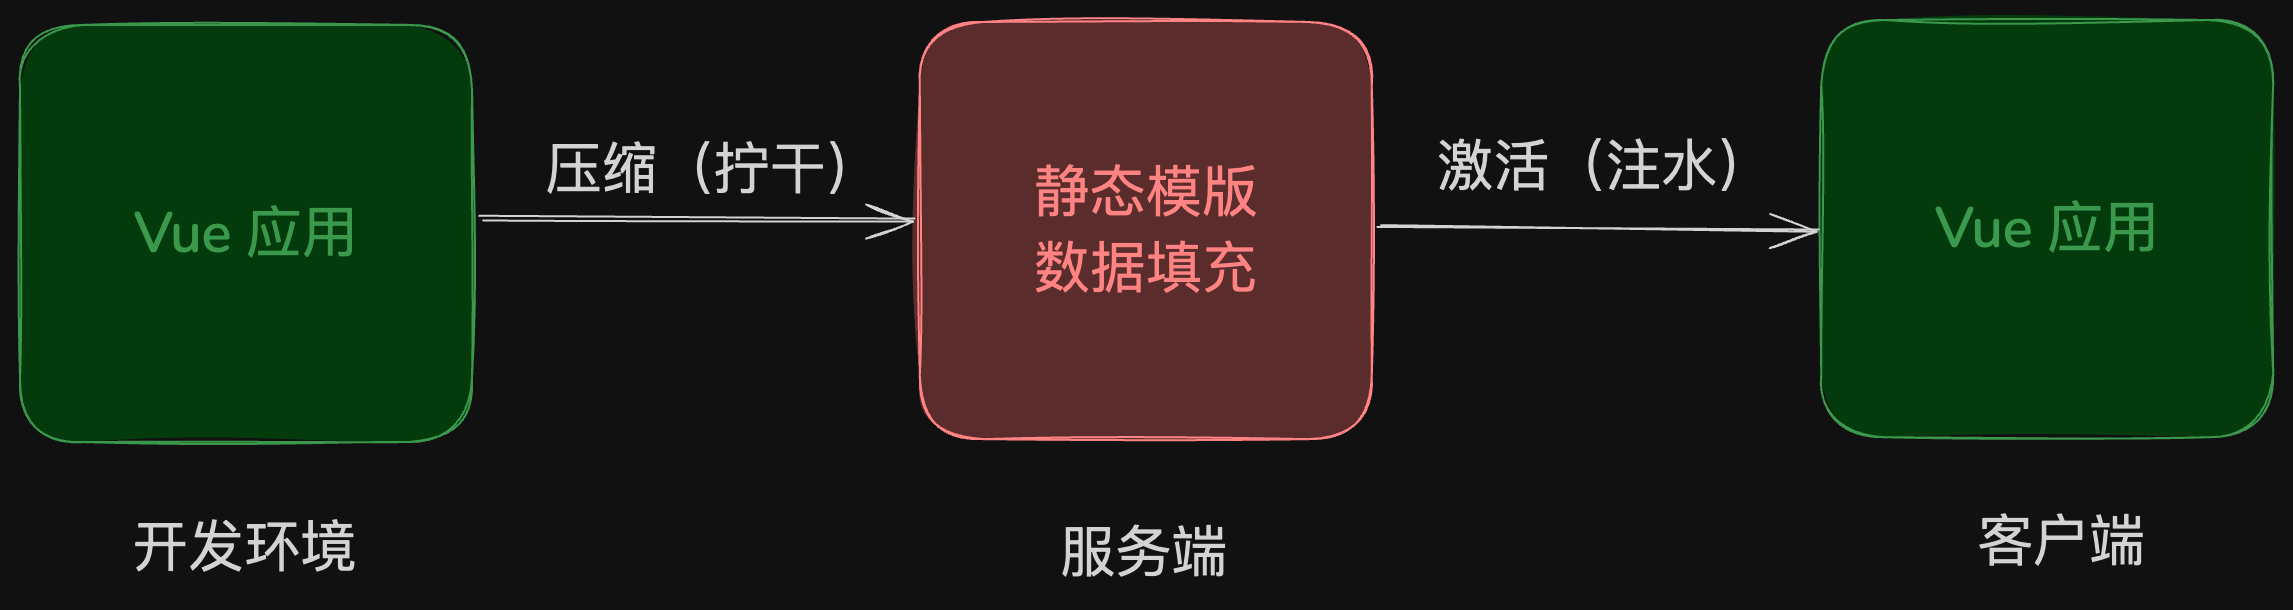 Vue 应用
压缩（拧干）
静态模版
数据填充
激活（注水）
Vue 应用
开发环境
服务端
客户端